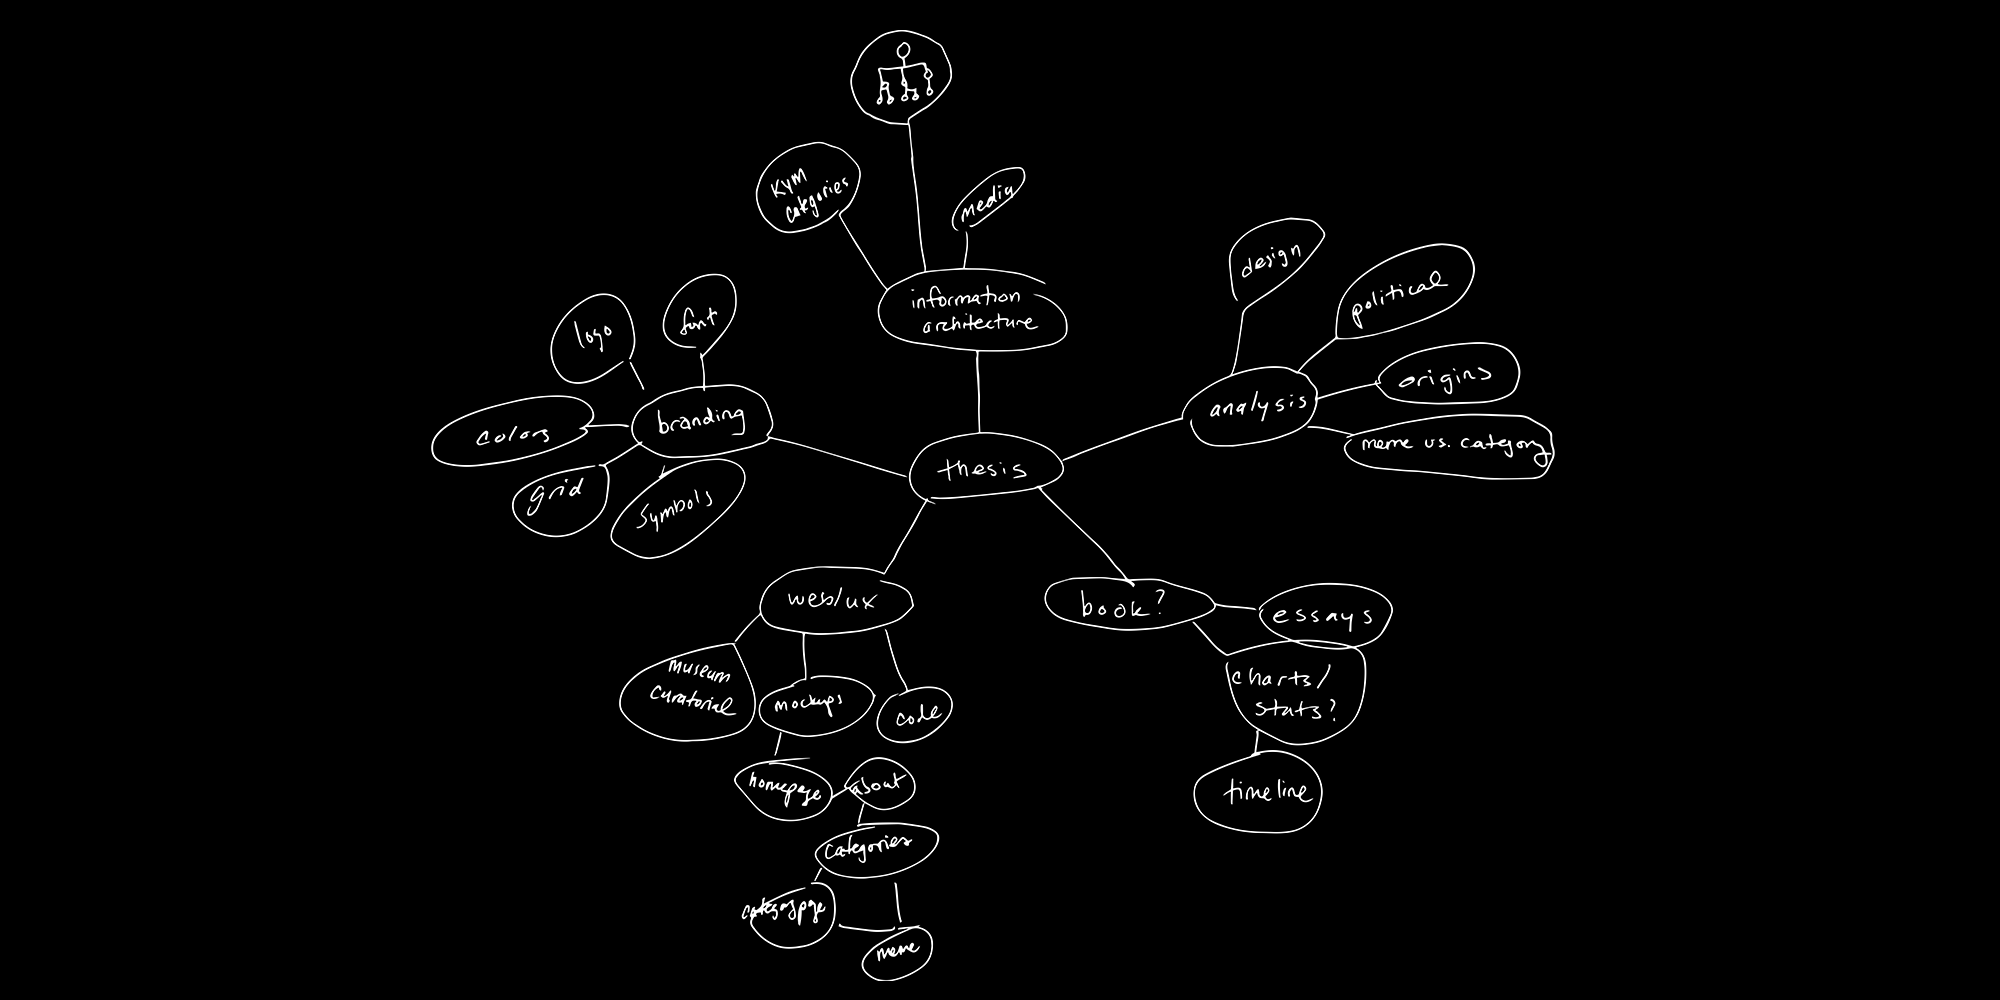 KYM
categories
media
information
architecture
design
political
origins
analysis
meme vs. category
logo
font
branding
colors
grid
symbols
thesis
web/ux
museum
curatorial
mockups
code
homepage
about
categories
category pge
meme
book?
essays
charts/
stats?
timeline